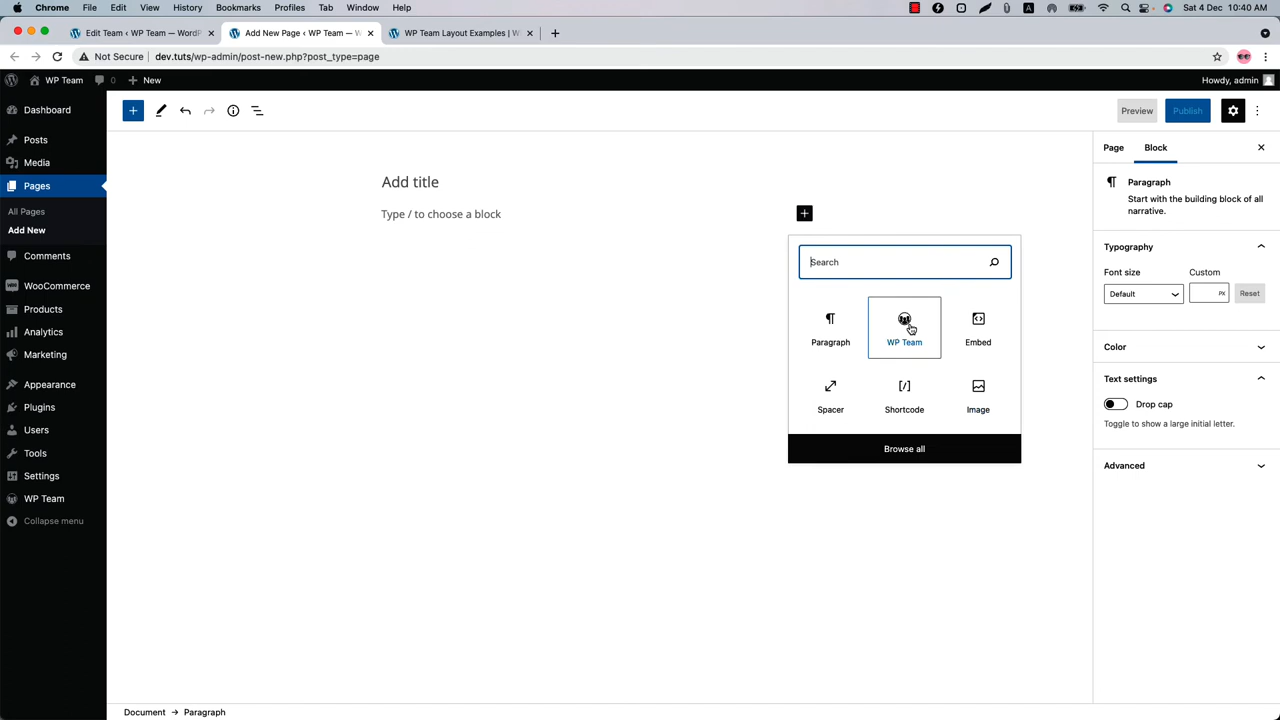 Chrome File Edit View History Bookmarks Profiles Tab Window Help A Sat 4 Dec 10:40 AM
Edit Team ‹ WP Team — WordP Add New Page ‹ WP Team — W WP Team Layout Examples | W
Not Secure dev.tuts/wp-admin/post-new.php?post_type=page
WP Team 0 New Howdy, admin
Dashboard
Posts
Media
Pages
All Pages
Add New
Comments
WooCommerce
Products
Analytics
Marketing
Appearance
Plugins
Users
Tools
Settings
WP Team
Collapse menu
Preview Publish
Add title
Type / to choose a block
Search
Paragraph WP Team Embed
Spacer Shortcode Image
Browse all
Page Block
Paragraph
Start with the building block of all
narrative.
Typography
Font size Custom
Default PX Reset
Color
Text settings
Drop cap
Toggle to show a large initial letter.
Advanced
Document → Paragraph